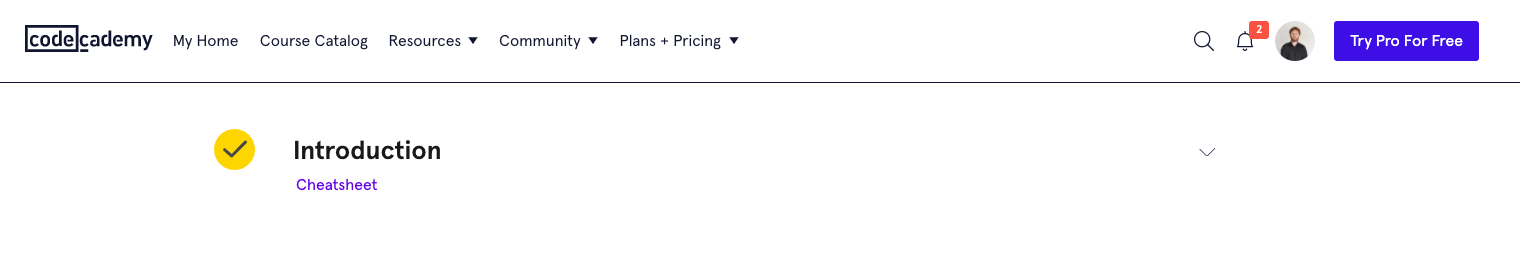 codecademy My Home Course Catalog Resources Community Plans + Pricing 2 Try Pro For Free
Introduction
Cheatsheet